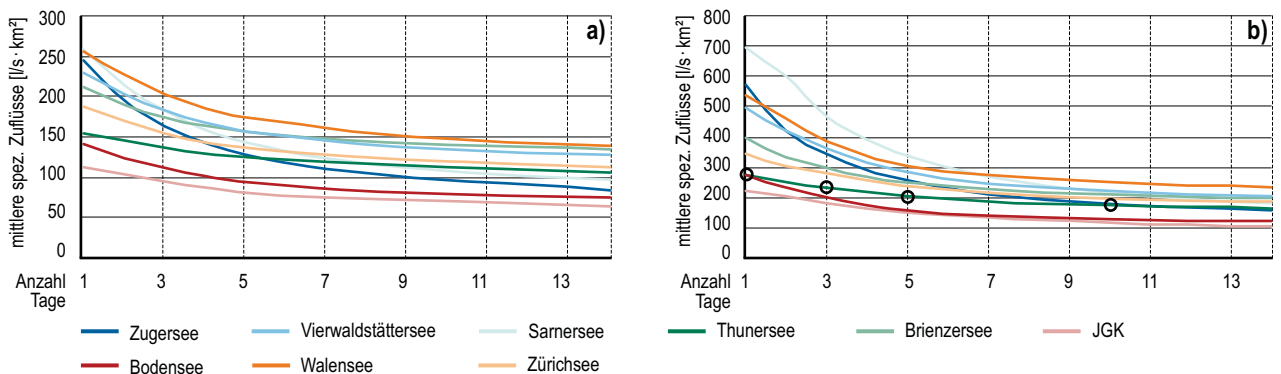 mittlere spez. Zuflüsse [l/s · km²]
300
250
200
150
100
50
0
a)
Anzahl Tage
1 3 5 7 9 11 13
mittlere spez. Zuflüsse [l/s · km²]
800
700
600
500
400
300
200
100
0
b)
Anzahl Tage
1 3 5 7 9 11 13
Zugersee Vierwaldstättersee Sarnersee Thunersee Brienzersee JGK
Bodensee Walensee Zürichsee